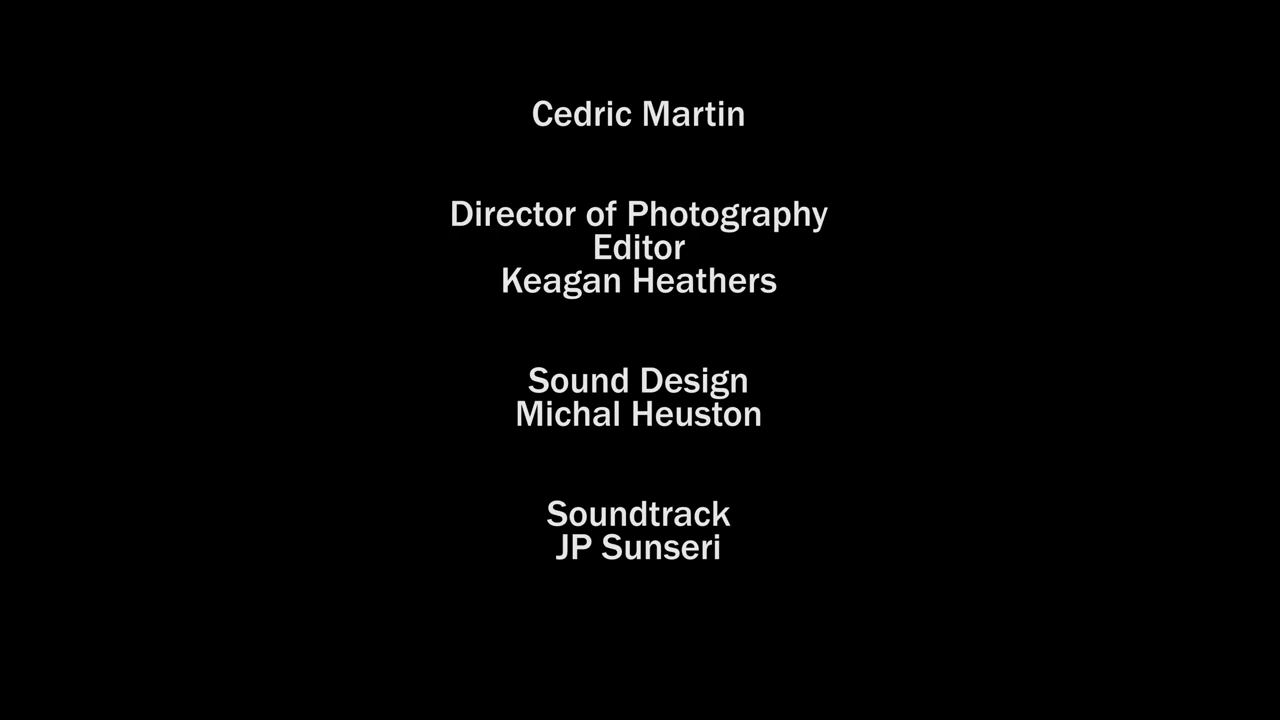 Cedric Martin
Director of Photography
Editor
Keagan Heathers
Sound Design
Michal Heuston
Soundtrack
JP Sunseri